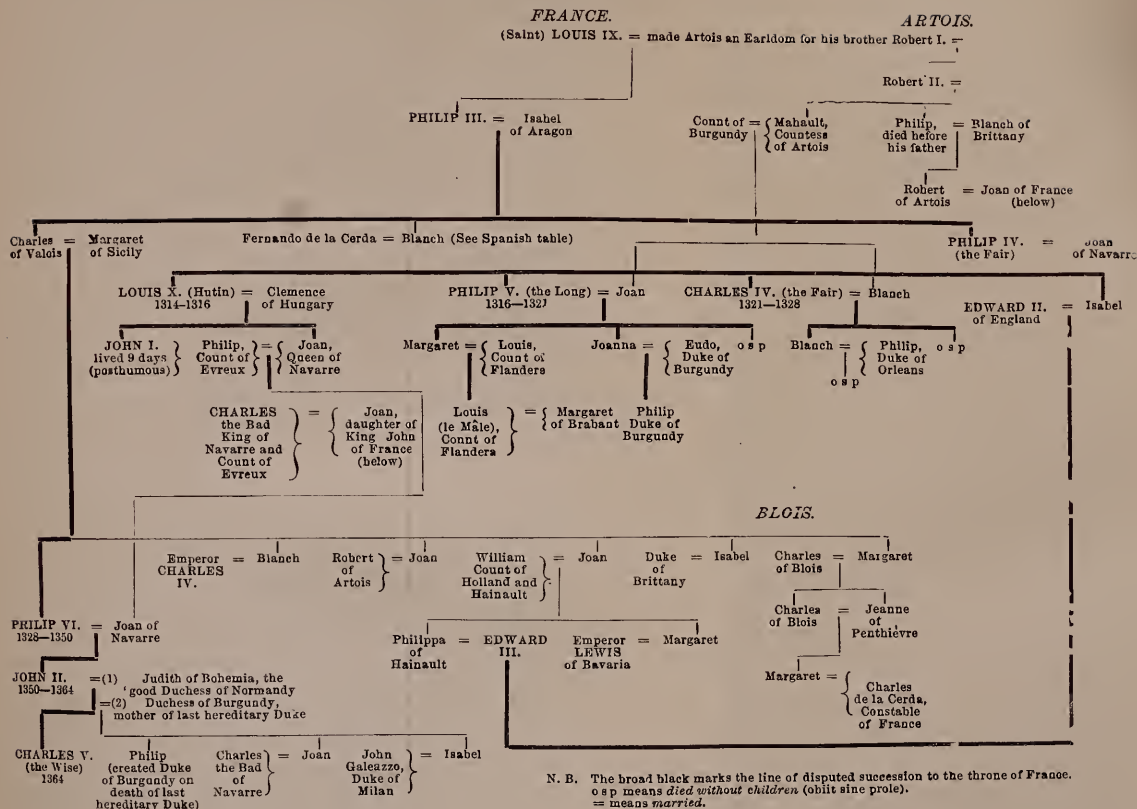 FRANCE.
ARTOIS.
(Saint) LOUIS IX. = made Artois an Earldom for his brother Robert I. =
Robert II. =
PHILIP III. = Isabel
of Aragon
Count of = { Mahault,
Burgundy { Countess
{ of Artois
Philip, = Blanch of
died before Brittany
his father
Robert = Joan of France
of Artois (below)
Charles = Margaret
of Valois of Sicily
Fernando de la Cerda = Blanch (See Spanish table)
PHILIP IV. = Joan
(the Fair) of Navarre
LOUIS X. (Hutin) = Clemence
1314—1316 of Hungary
PHILIP V. (the Long) = Joan
1316—1321
CHARLES IV. (the Fair) = Blanch
1321—1328
EDWARD II. = Isabel
of England
JOHN I. }
lived 9 days }
(posthumous) }
Philip, } = { Joan,
Count of } { Queen of
Evreux } { Navarre
Margaret = { Louis,
{ Count of
{ Flanders
Joanna = { Eudo,
{ Duke of
{ Burgundy
o s p
Blanch = { Philip,
{ Duke of
{ Orleans
o s p
o s p
CHARLES } = { Joan,
the Bad } { daughter of
King of } { King John
Navarre and } { of France
Count of } { (below)
Evreux }
Louis } = { Margaret
(le Mâle), } { of Brabant
Count of }
Flanders }
Philip
Duke of
Burgundy
BLOIS.
Emperor = Blanch
CHARLES
IV.
Robert } = Joan
of }
Artois }
William } = Joan
Count of }
Holland and }
Hainault }
Duke = Isabel
of
Brittany
Charles = Margaret
of Blois
Charles = Jeanne
of Blois of
Penthiévre
PHILIP VI. = Joan of
1328—1350 Navarre
Philippa = EDWARD
of III.
Hainault
Emperor = Margaret
LEWIS
of Bavaria
Margaret = { Charles
{ de la Cerda,
{ Constable
{ of France
JOHN II. =(1) Judith of Bohemia, the
1350—1364 good Duchess of Normandy
=(2) Duchess of Burgundy,
mother of last hereditary Duke
CHARLES V.
(the Wise)
1364
Philip
(created Duke
of Burgundy on
death of last
hereditary Duke)
Charles } = Joan
the Bad }
of }
Navarre }
John } = Isabel
Galeazzo, }
Duke of }
Milan }
N. B. The broad black marks the line of disputed succession to the throne of France.
o s p means died without children (obiit sine prole).
= means married.